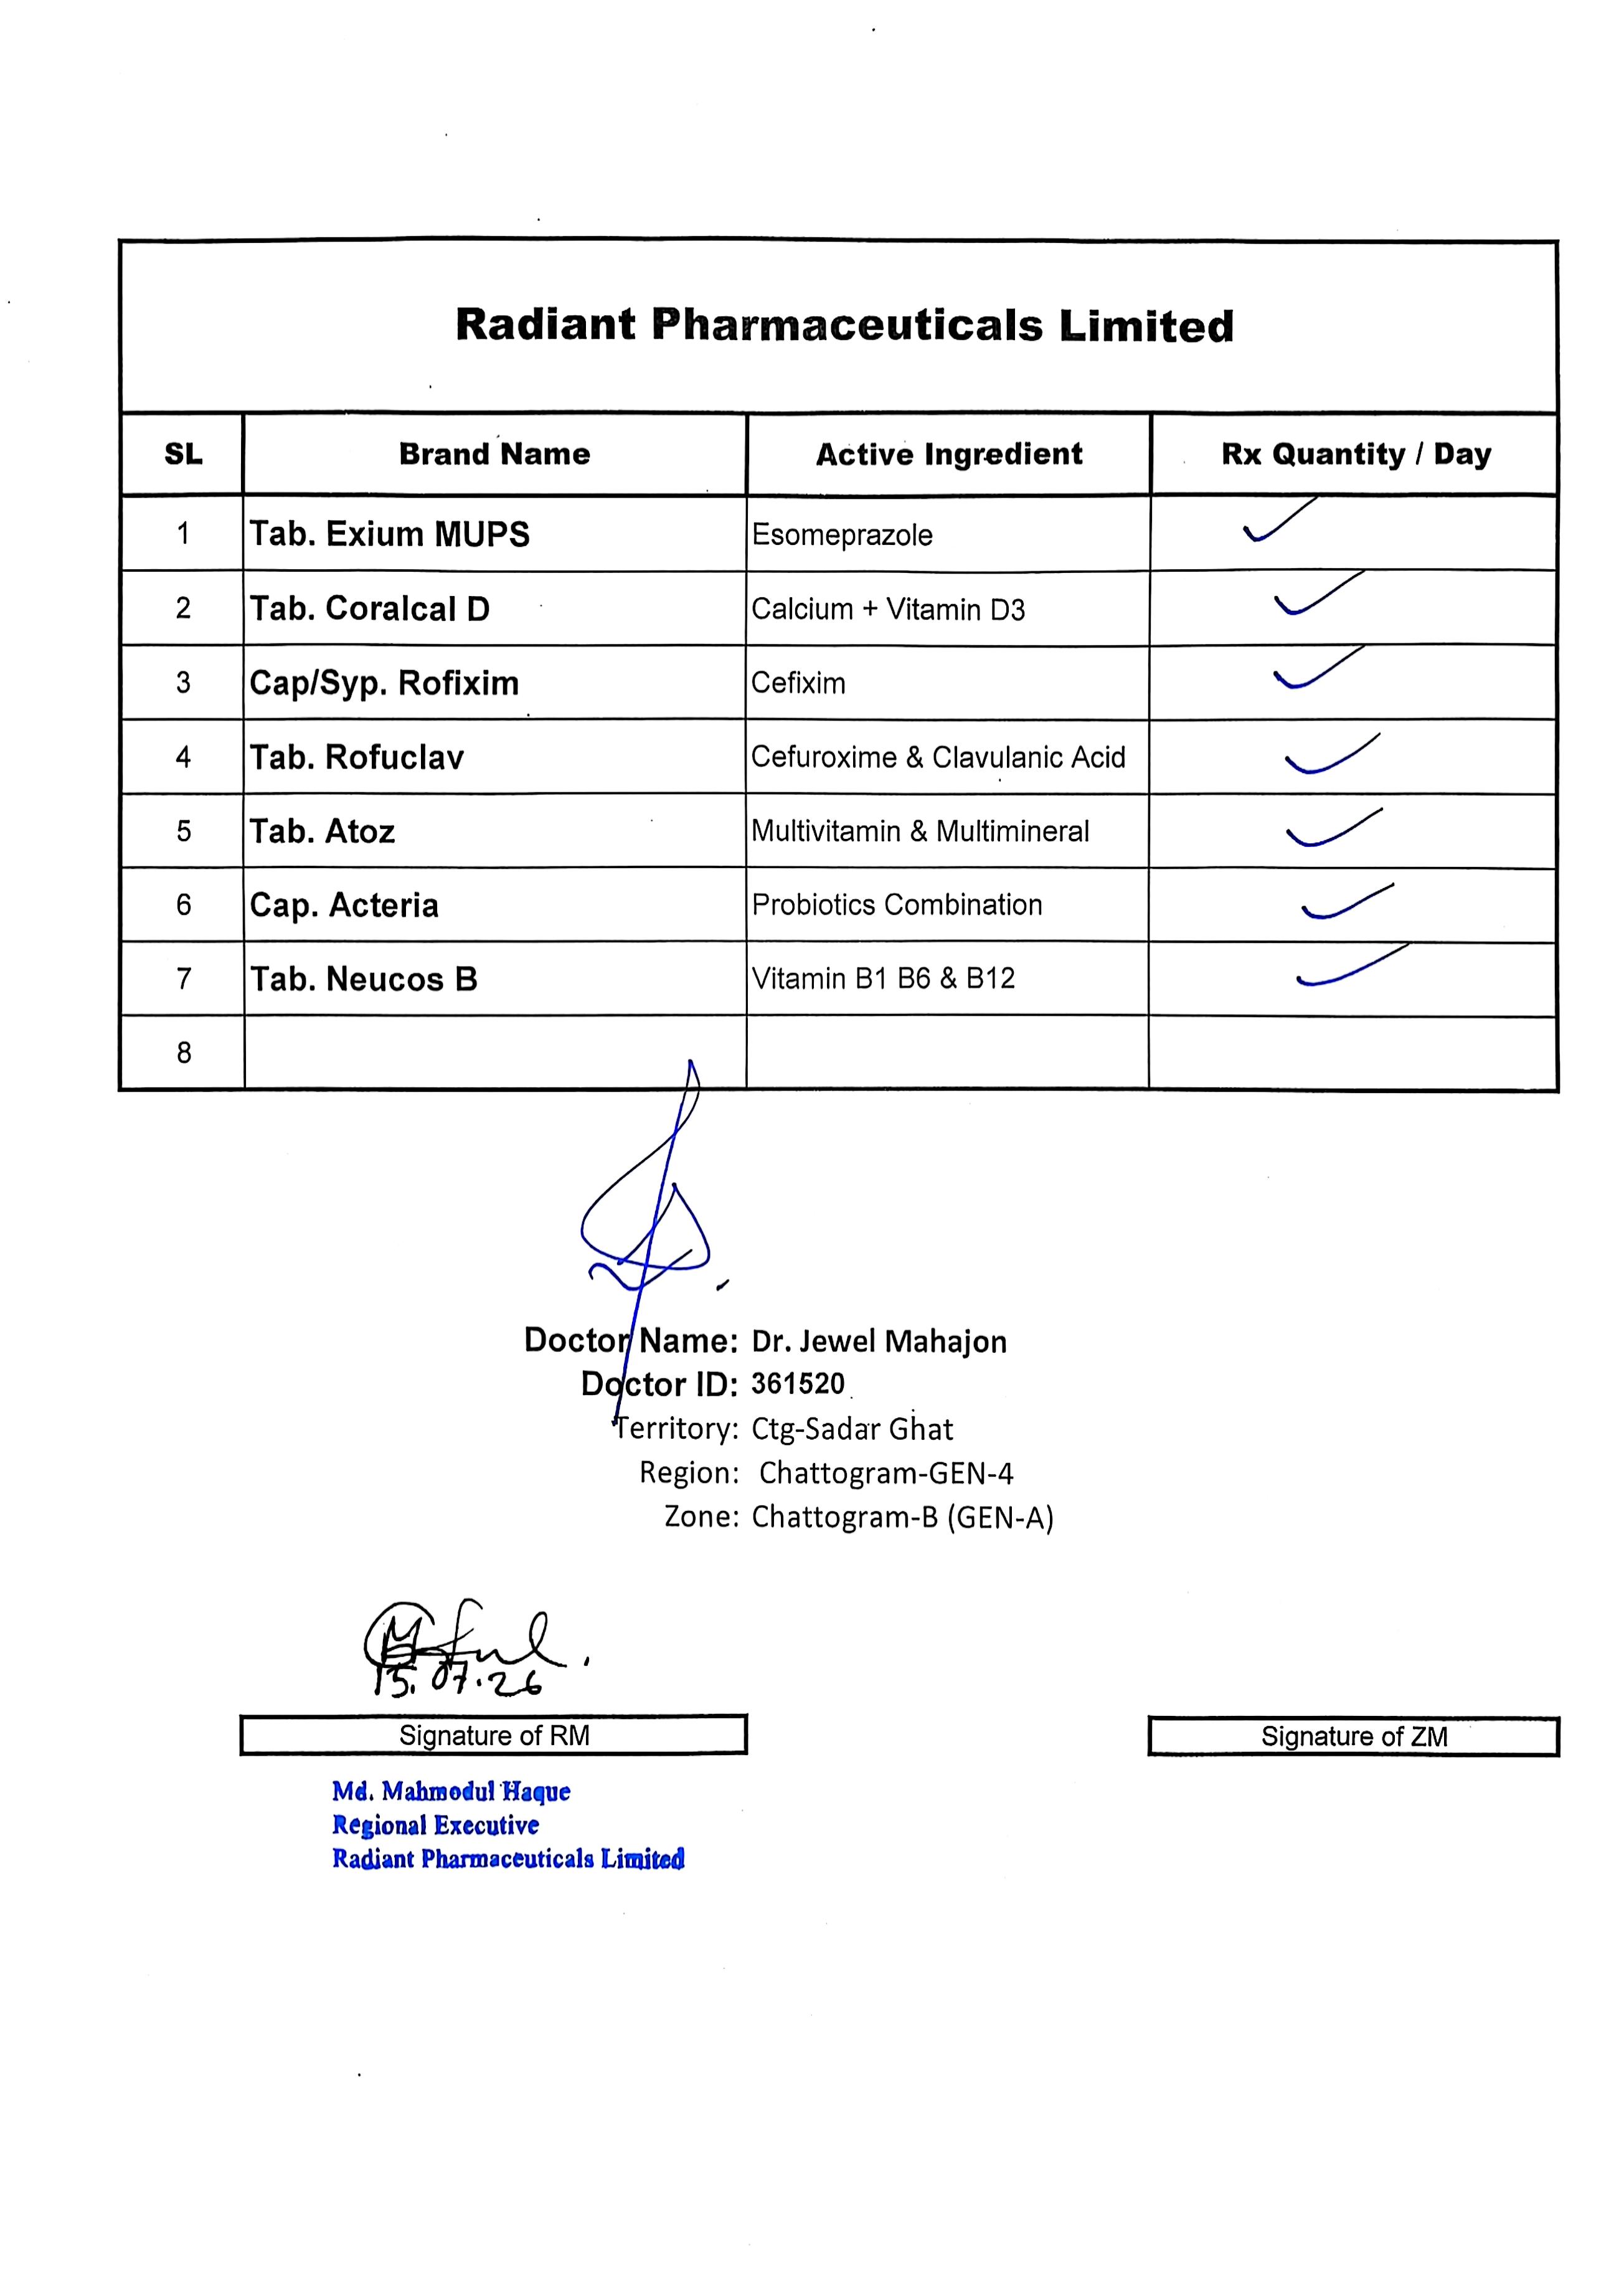 Radiant Pharmaceuticals Limited
SL Brand Name Active Ingredient Rx Quantity / Day
1 Tab. Exium MUPS Esomeprazole ✓
2 Tab. Coralcal D Calcium + Vitamin D3 ✓
3 Cap/Syp. Rofixim Cefixim ✓
4 Tab. Rofuclav Cefuroxime & Clavulanic Acid ✓
5 Tab. Atoz Multivitamin & Multimineral ✓
6 Cap. Acteria Probiotics Combination ✓
7 Tab. Neucos B Vitamin B1 B6 & B12 ✓
8
Doctor Name: Dr. Jewel Mahajon
Doctor ID: 361520
Territory: Ctg-Sadar Ghat
Region: Chattogram-GEN-4
Zone: Chattogram-B (GEN-A)
15.07.26
Signature of RM Signature of ZM
Md. Mahmodul Haque
Regional Executive
Radiant Pharmaceuticals Limited